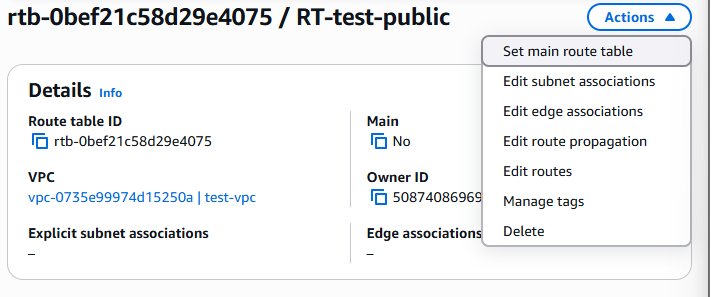 rtb-0bef21c58d29e4075 / RT-test-public
Actions
Set main route table
Edit subnet associations
Edit edge associations
Edit route propagation
Edit routes
Manage tags
Delete
Details Info
Route table ID
rtb-0bef21c58d29e4075
Main
No
VPC
vpc-0735e99974d15250a | test-vpc
Owner ID
50874086969
Explicit subnet associations
–
Edge associations
–